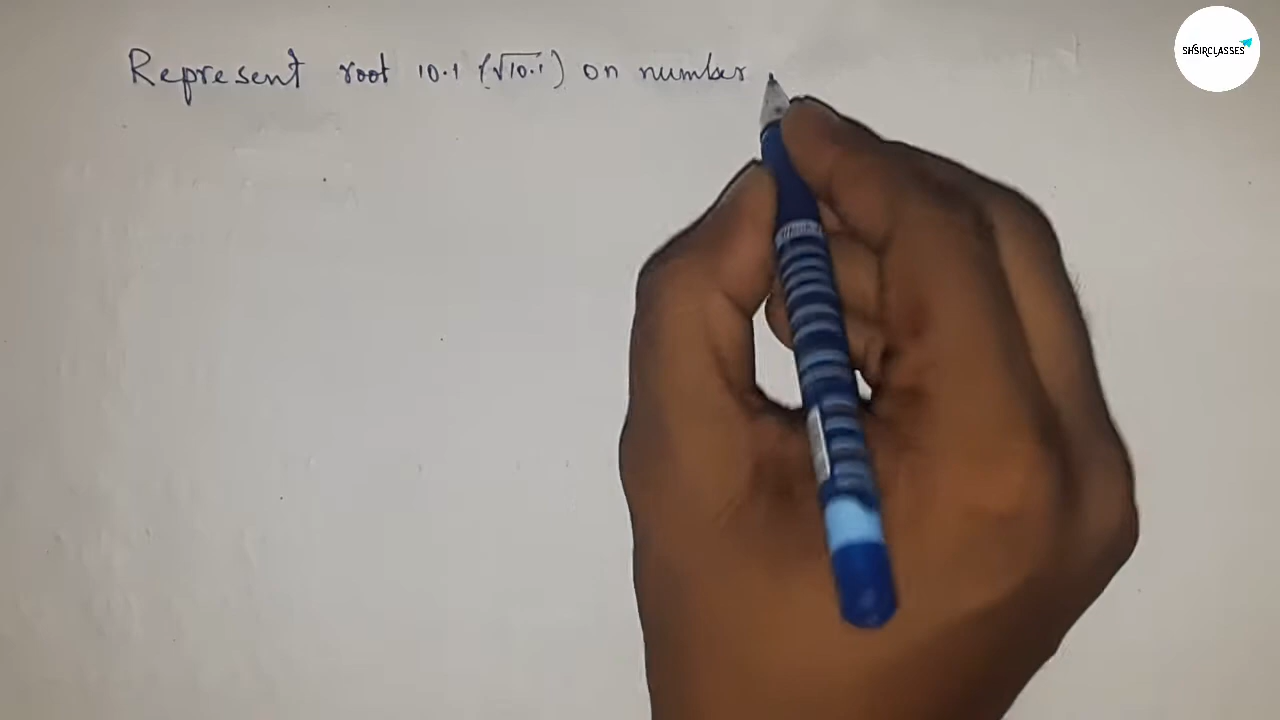 Represent root 10.1 (√10.1) on number
SHSIRCLASSES